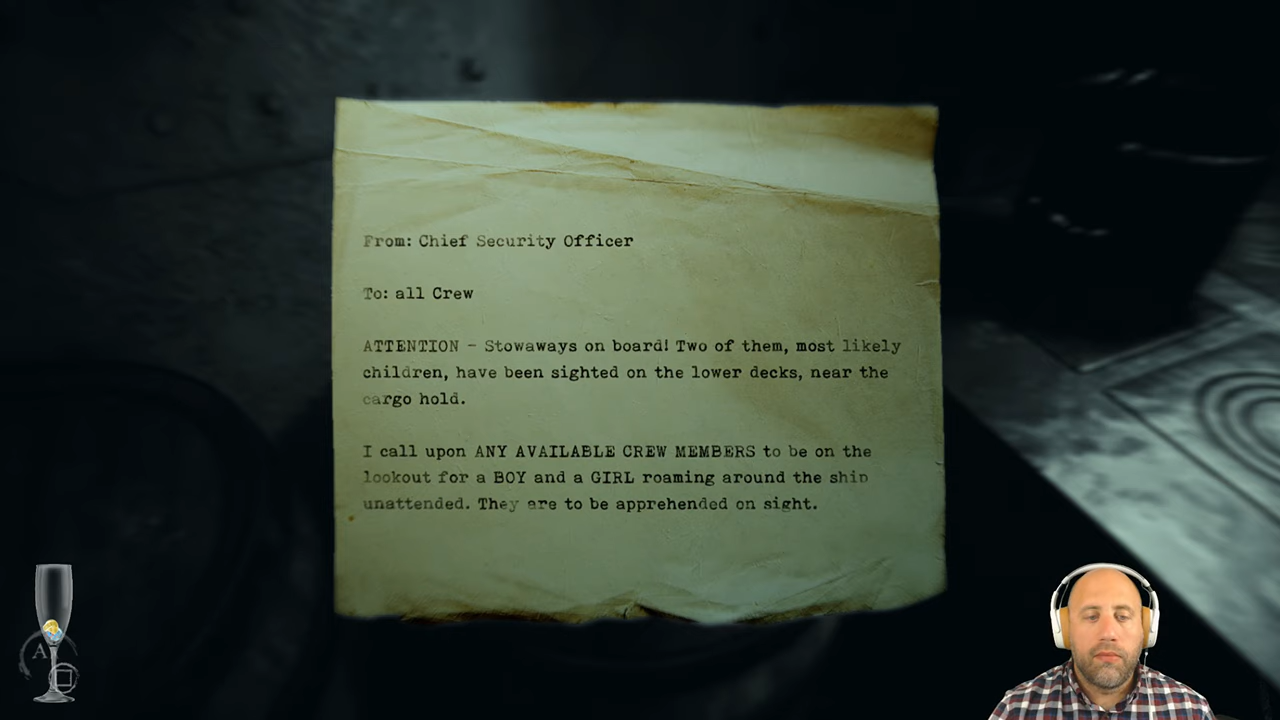 From: Chief Security Officer
To: all Crew
ATTENTION - Stowaways on board! Two of them, most likely
children, have been sighted on the lower decks, near the
cargo hold.
I call upon ANY AVAILABLE CREW MEMBERS to be on the
lookout for a BOY and a GIRL roaming around the ship
unattended. They are to be apprehended on sight.
A